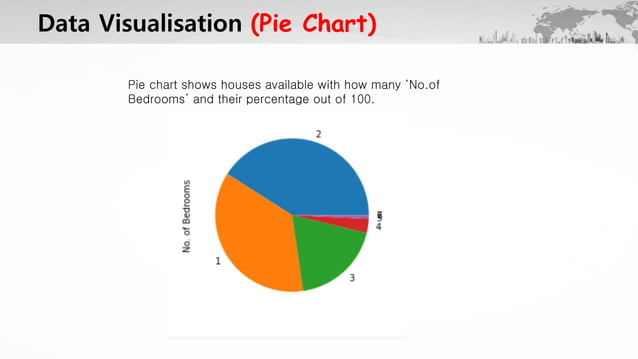 Data Visualisation (Pie Chart)
Pie chart shows houses available with how many ‘No.of
Bedrooms’ and their percentage out of 100.
2
No. of Bedrooms
4
1
3